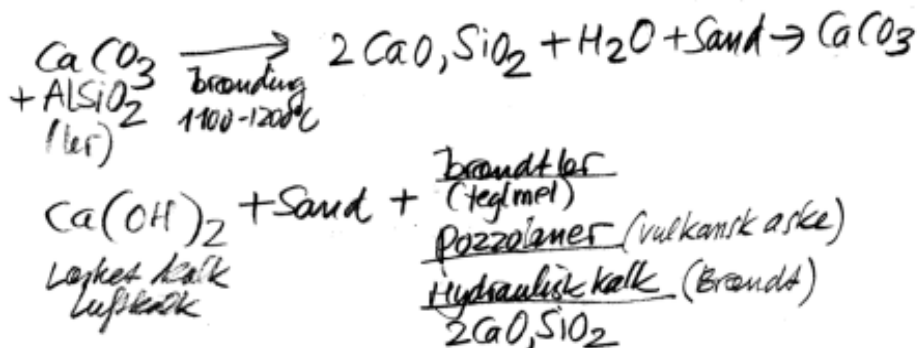 CaCO₃ → 2CaO,SiO₂ + H₂O + Sand → CaCO₃
+ AlSiO₂ brænding
(ler) 1100-1200°C
Ca(OH)₂ + Sand + brændt ler
(teglmel)
pozzolaner (vulkansk aske)
Læsket kalk Hydraulisk kalk (Brændt)
Luftkalk 2CaO,SiO₂